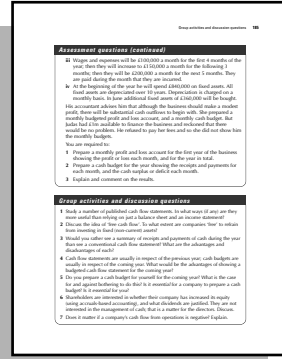 Group activities and discussion questions 185
Assessment questions (continued)
iii Wages and expenses will be £100,000 a month for the first 4 months of the
year; then they will increase to £150,000 a month for the following 3
months; then they will be £200,000 a month for the next 5 months. They
are paid during the month that they are incurred.
iv At the beginning of the year he will spend £840,000 on fixed assets. All
fixed assets are depreciated over 10 years. Depreciation is charged on a
monthly basis. In June additional fixed assets of £360,000 will be bought.
His accountant advises him that although the business should make a modest
profit, there will be substantial cash outflows to begin with. She prepared a
monthly budgeted profit and loss account, and a monthly cash budget. But
Judas had £1m available to finance the business and reckoned that there
would be no problem. He refused to pay her fees and so she did not show him
the monthly budgets.
You are required to:
1 Prepare a monthly profit and loss account for the first year of the business
showing the profit or loss each month, and for the year in total.
2 Prepare a cash budget for the year showing the receipts and payments for
each month, and the cash surplus or deficit each month.
3 Explain and comment on the results.
Group activities and discussion questions
1 Study a number of published cash flow statements. In what ways (if any) are they
more useful than relying on just a balance sheet and an income statement?
2 Discuss the idea of 'free cash flow'. To what extent are companies 'free' to refrain
from investing in fixed (non-current) assets?
3 Would you rather see a summary of receipts and payments of cash during the year
than see a conventional cash flow statement? What are the advantages and
disadvantages of each?
4 Cash flow statements are usually in respect of the previous year; cash budgets are
usually in respect of the coming year. What would be the advantages of showing a
budgeted cash flow statement for the coming year?
5 Do you prepare a cash budget for yourself for the coming year? What is the case
for and against bothering to do this? Is it essential for a company to prepare a cash
budget? Is it essential for you?
6 Shareholders are interested in whether their company has increased its equity
(using accruals-based accounting), and what dividends are justified. They are not
interested in the management of cash; that is a matter for the directors. Discuss.
7 Does it matter if a company's cash flow from operations is negative? Explain.